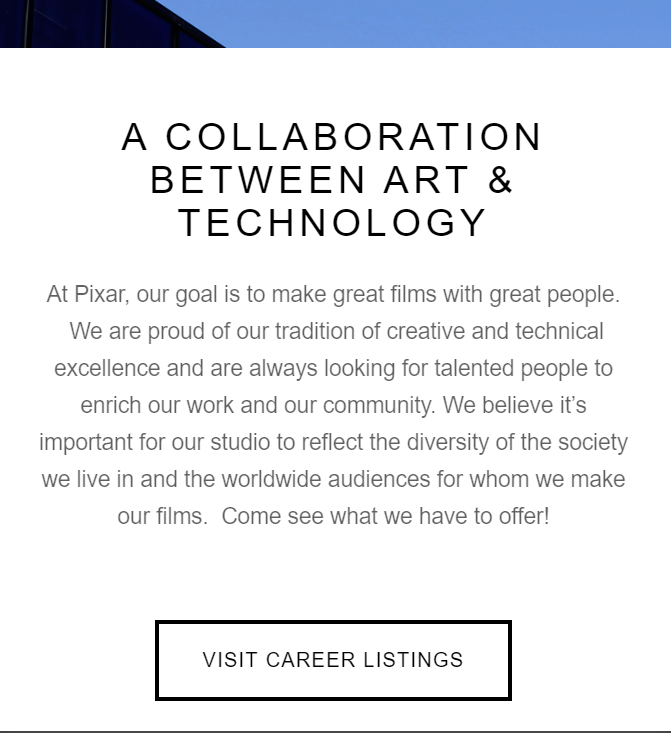 A COLLABORATION
BETWEEN ART &
TECHNOLOGY
At Pixar, our goal is to make great films with great people.
We are proud of our tradition of creative and technical
excellence and are always looking for talented people to
enrich our work and our community. We believe it’s
important for our studio to reflect the diversity of the society
we live in and the worldwide audiences for whom we make
our films.  Come see what we have to offer!
VISIT CAREER LISTINGS